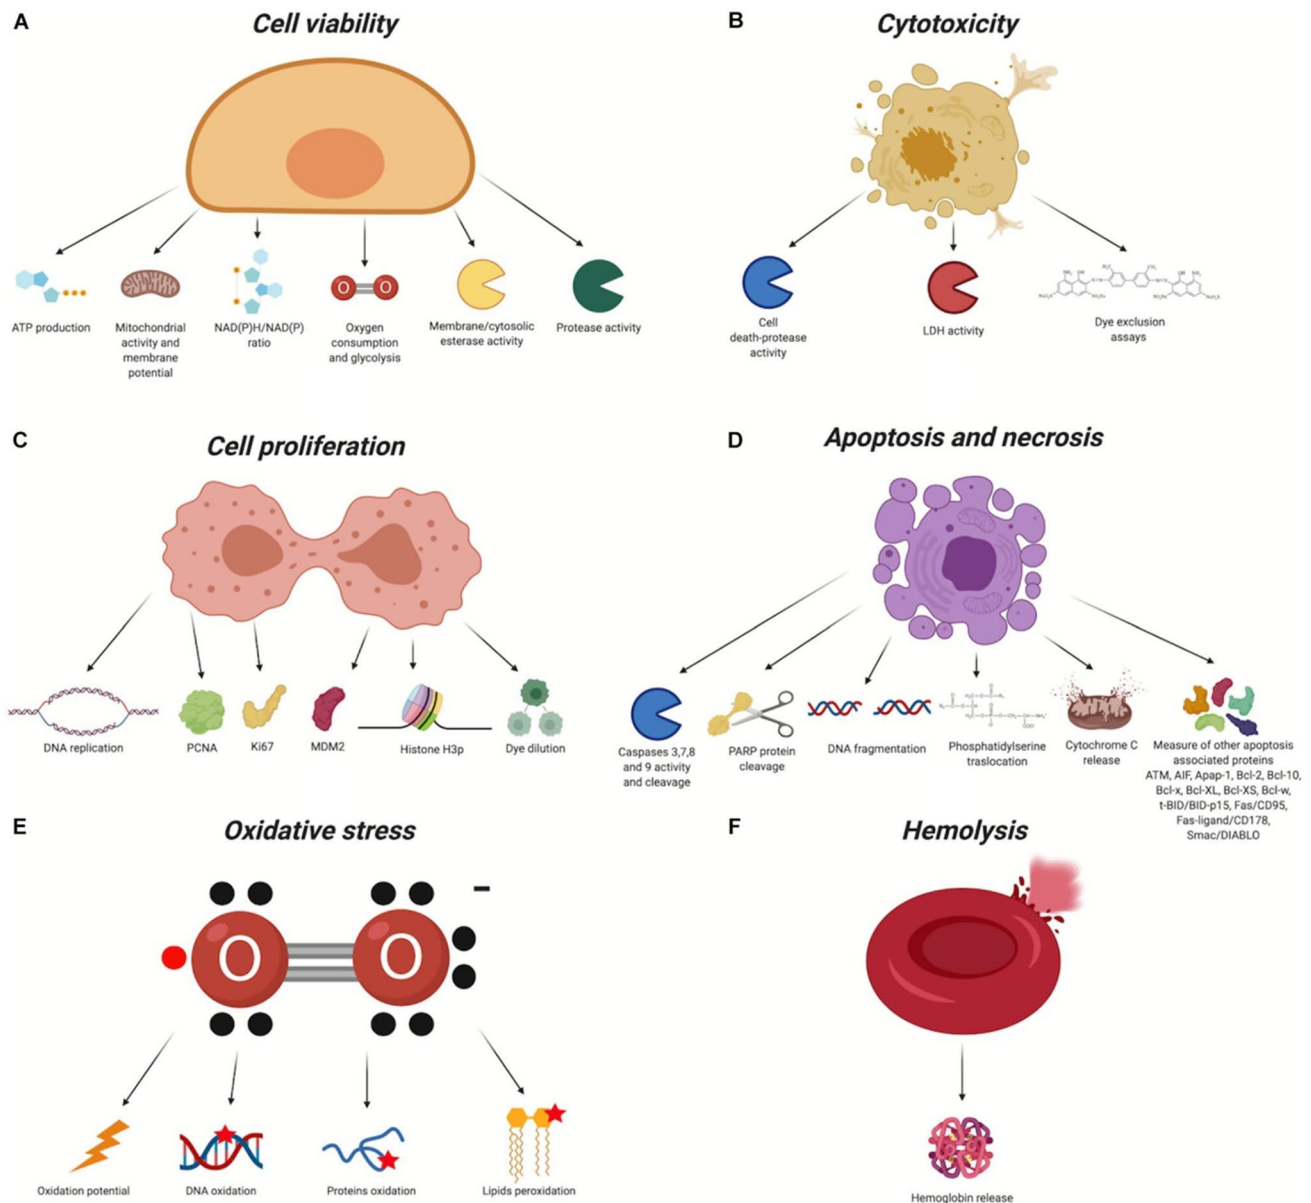 A
Cell viability
ATP production
Mitochondrial
activity and
membrane
potential
NAD(P)H/NAD(P)
ratio
O O
Oxygen
consumption
and glycolysis
Membrane/cytosolic
esterase activity
Protease activity
B
Cytotoxicity
Cell
death-protease
activity
LDH activity
Dye exclusion
assays
C
Cell proliferation
DNA replication
PCNA
Ki67
MDM2
Histone H3p
Dye dilution
D
Apoptosis and necrosis
Caspases 3,7,8
and 9 activity
and cleavage
PARP protein
cleavage
DNA fragmentation
Phosphatidylserine
traslocation
Cytochrome C
release
Measure of other apoptosis
associated proteins
ATM, AIF, Apap-1, Bcl-2, Bcl-10,
Bcl-x, Bcl-XL, Bcl-XS, Bcl-w,
t-BID/BID-p15, Fas/CD95,
Fas-ligand/CD178,
Smac/DIABLO
E
Oxidative stress
O O
Oxidation potential
DNA oxidation
Proteins oxidation
Lipids peroxidation
F
Hemolysis
Hemoglobin release